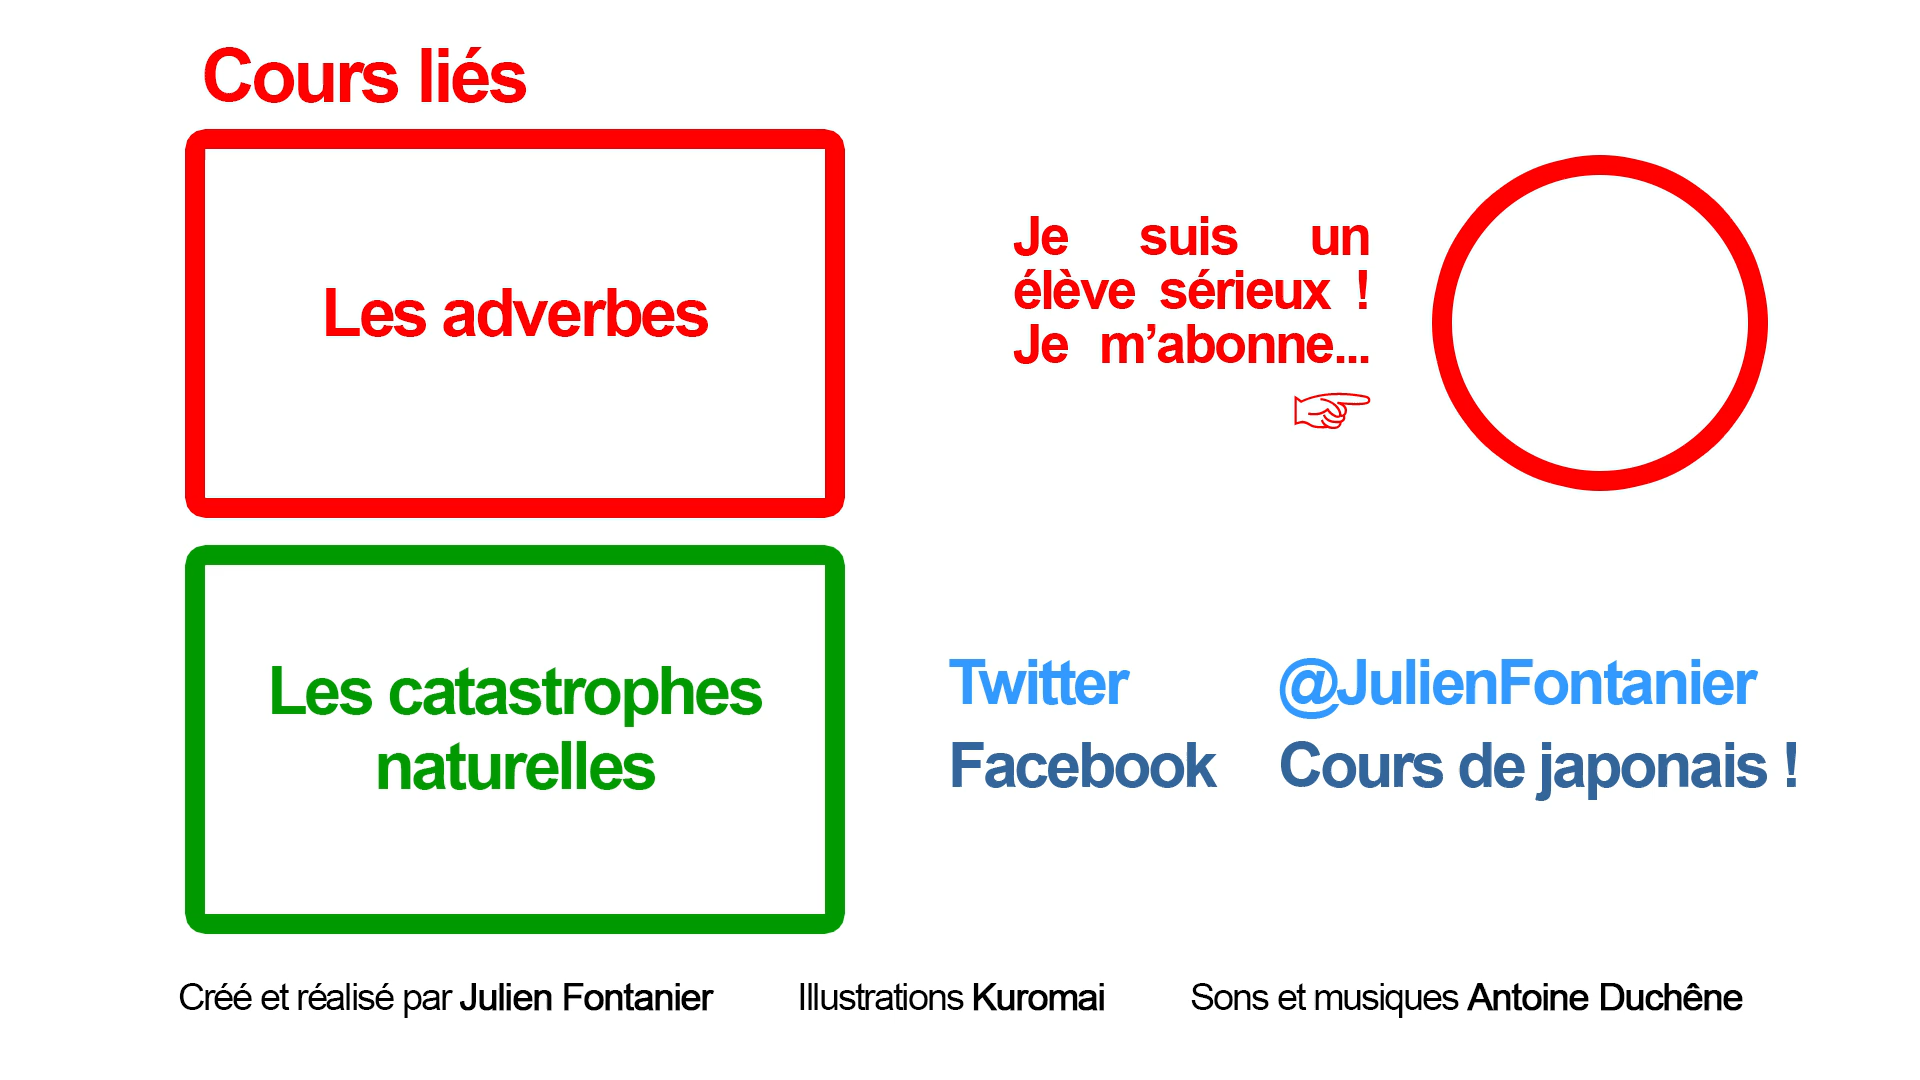 Cours liés
Les adverbes
Je suis un
élève sérieux !
Je m’abonne...
☞
Les catastrophes
naturelles
Twitter @JulienFontanier
Facebook Cours de japonais !
Créé et réalisé par Julien Fontanier Illustrations Kuromai Sons et musiques Antoine Duchêne